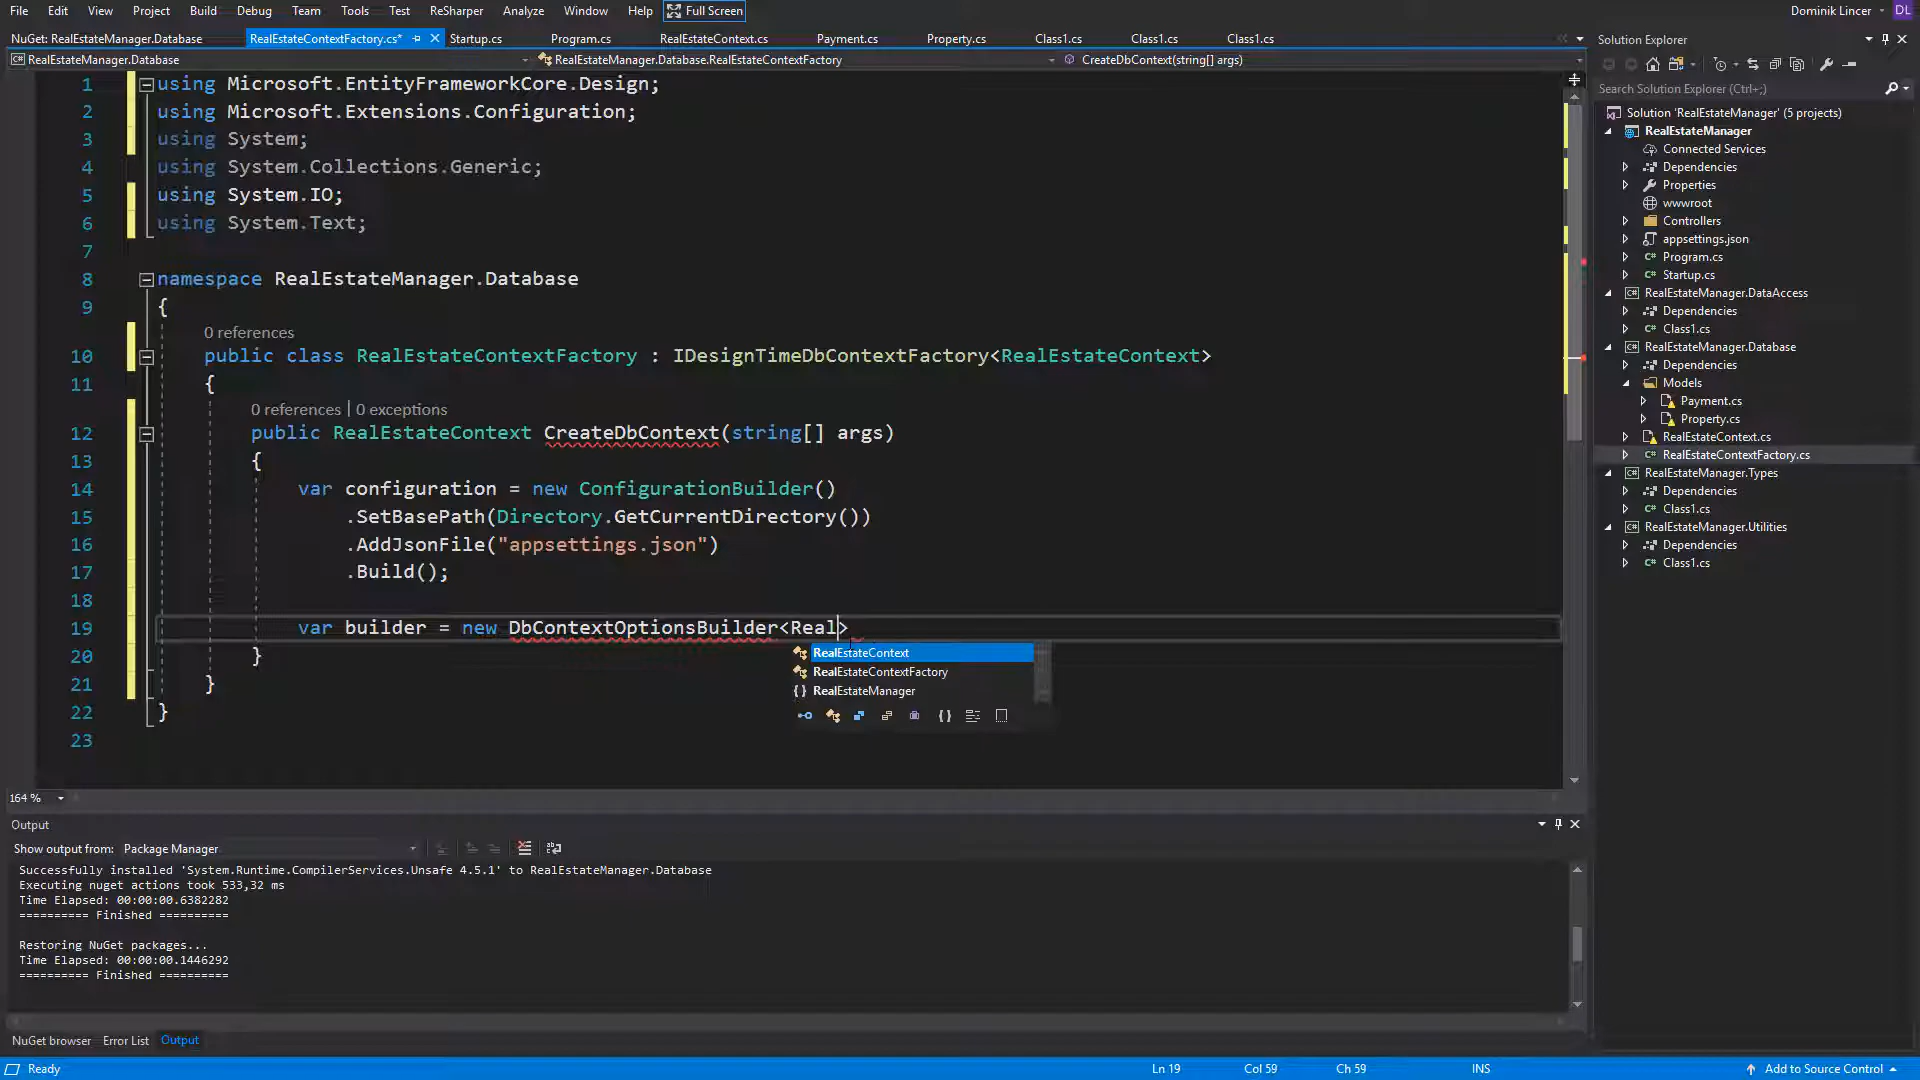 File Edit View Project Build Debug Team Tools Test ReSharper Analyze Window Help Full Screen Dominik Lincer DL
NuGet: RealEstateManager.Database RealEstateContextFactory.cs* Startup.cs Program.cs RealEstateContext.cs Payment.cs Property.cs Class1.cs Class1.cs Class1.cs
RealEstateManager.Database RealEstateManager.Database.RealEstateContextFactory CreateDbContext(string[] args)
1 using Microsoft.EntityFrameworkCore.Design;
2 using Microsoft.Extensions.Configuration;
3 using System;
4 using System.Collections.Generic;
5 using System.IO;
6 using System.Text;
7
8 namespace RealEstateManager.Database
9 {
0 references
10 public class RealEstateContextFactory : IDesignTimeDbContextFactory<RealEstateContext>
11 {
0 references | 0 exceptions
12 public RealEstateContext CreateDbContext(string[] args)
13 {
14 var configuration = new ConfigurationBuilder()
15 .SetBasePath(Directory.GetCurrentDirectory())
16 .AddJsonFile("appsettings.json")
17 .Build();
18
19 var builder = new DbContextOptionsBuilder<Real>
RealEstateContext
RealEstateContextFactory
RealEstateManager
20 }
21 }
22 }
23
164 %
Output
Show output from: Package Manager
Successfully installed 'System.Runtime.CompilerServices.Unsafe 4.5.1' to RealEstateManager.Database
Executing nuget actions took 533,32 ms
Time Elapsed: 00:00:00.6382282
========== Finished ==========
Restoring NuGet packages...
Time Elapsed: 00:00:00.1446292
========== Finished ==========
NuGet browser Error List Output
Solution Explorer
Search Solution Explorer (Ctrl+;)
Solution 'RealEstateManager' (5 projects)
RealEstateManager
Connected Services
Dependencies
Properties
wwwroot
Controllers
appsettings.json
Program.cs
Startup.cs
RealEstateManager.DataAccess
Dependencies
Class1.cs
RealEstateManager.Database
Dependencies
Models
Payment.cs
Property.cs
RealEstateContext.cs
RealEstateContextFactory.cs
RealEstateManager.Types
Dependencies
Class1.cs
RealEstateManager.Utilities
Dependencies
Class1.cs
Ready Ln 19 Col 59 Ch 59 INS Add to Source Control